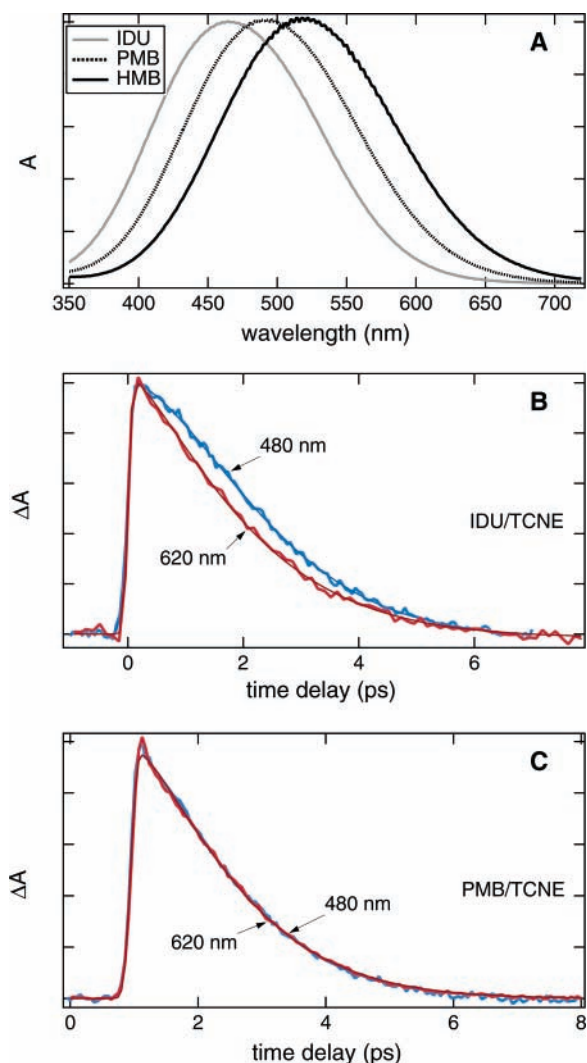 A
IDU
PMB
HMB
A
350 400 450 500 550 600 650 700
wavelength (nm)
B
480 nm
620 nm
IDU/TCNE
ΔA
0 2 4 6
time delay (ps)
C
480 nm
620 nm
PMB/TCNE
ΔA
0 2 4 6 8
time delay (ps)